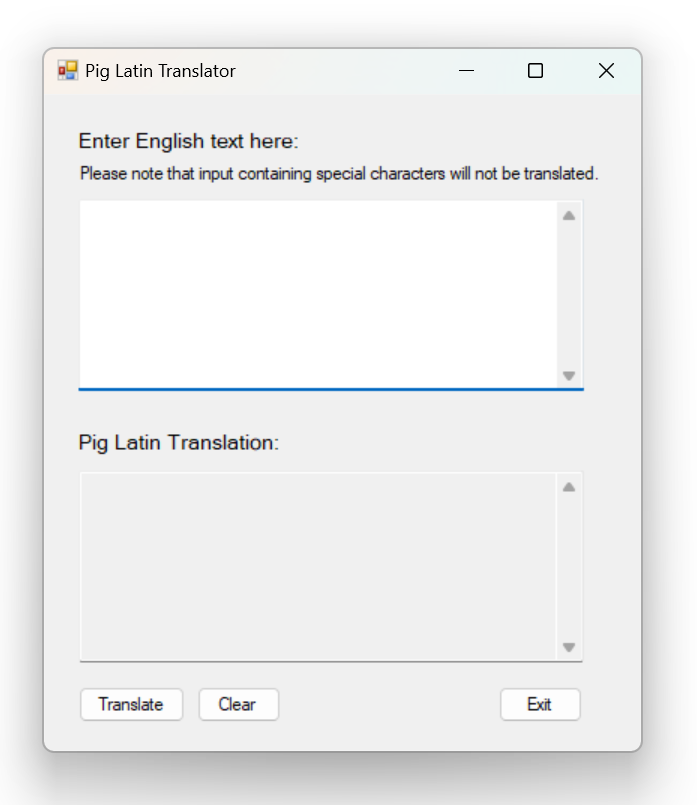 Pig Latin Translator
Enter English text here:
Please note that input containing special characters will not be translated.
Pig Latin Translation:
Translate Clear Exit